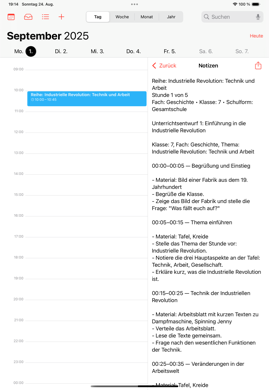 19:14 Sonntag 24. Aug.
100 %
Tag Woche Monat Jahr
Suchen
September 2025
Heute
Mo. 1. Di. 2. Mi. 3. Do. 4. Fr. 5. Sa. 6. So. 7.
09:00
10:00
Reihe: Industrielle Revolution: Technik und Arbeit
11:00
12:00
13:00
14:00
15:00
16:00
17:00
18:00
19:00
20:00
21:00
22:00
23:00
00:00
Zurück
Notizen
Reihe: Industrielle Revolution: Technik und
Arbeit
Stunde 1 von 5
Fach: Geschichte • Klasse: 7 • Schulform:
Gesamtschule
Unterrichtsentwurf 1: Einführung in die
Industrielle Revolution
Klasse: 7, Fach: Geschichte, Thema:
Industrielle Revolution: Technik und Arbeit
00:00–00:05 — Begrüßung und Einstieg
- Material: Bild einer Fabrik aus dem 19.
Jahrhundert
- Begrüße die Klasse.
- Zeige das Bild der Fabrik und stelle die
Frage: "Was fällt euch auf?"
00:05–00:15 — Thema einführen
- Material: Tafel, Kreide
- Stelle das Thema der Stunde vor:
Industrielle Revolution.
- Notiere die drei Hauptaspekte an der Tafel:
Technik, Arbeit, Gesellschaft.
- Erkläre kurz, was die Industrielle Revolution
ist.
00:15–00:25 — Technik der Industriellen
Revolution
- Material: Arbeitsblatt mit kurzen Texten zu
Dampfmaschine, Spinning Jenny
- Verteile das Arbeitsblatt.
- Lese die Texte gemeinsam.
- Frage nach den wesentlichen Funktionen
der Technik.
00:25–00:35 — Veränderungen in der
Arbeitswelt
- Material: Tafel, Kreide